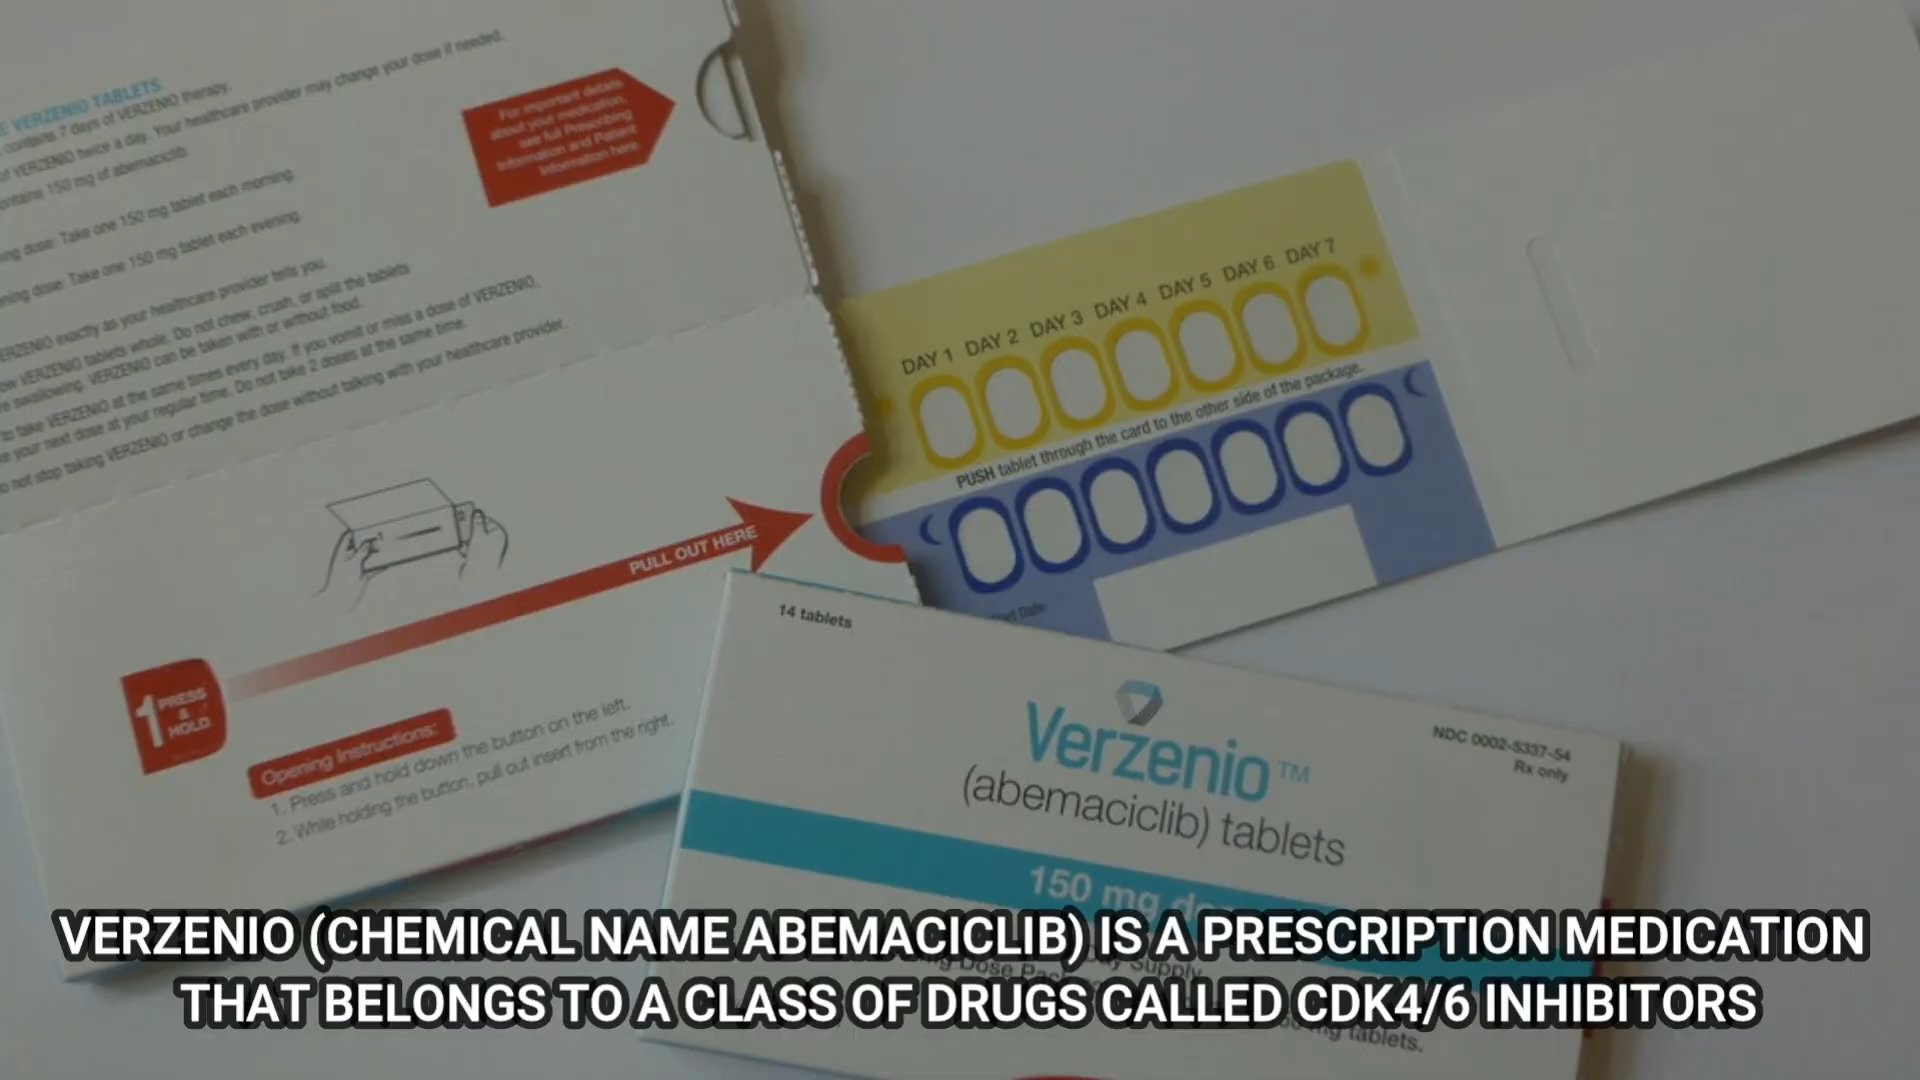 E VERZENIO TABLETS
contains 7 days of VERZENIO therapy.
of VERZENIO twice a day. Your healthcare provider may change your dose if needed.
contains 150 mg of abemaciclib.
dose: Take one 150 mg tablet each morning.
dose: Take one 150 mg tablet each evening.
VERZENIO exactly as your healthcare provider tells you.
VERZENIO tablets whole. Do not chew, crush, or split the tablets
swallowing. VERZENIO can be taken with or without food.
to take VERZENIO at the same times every day. If you vomit or miss a dose of VERZENIO,
your next dose at your regular time. Do not take 2 doses at the same time.
not stop taking VERZENIO or change the dose without talking with your healthcare provider.
For important details
about your medication,
see full Prescribing
Information and Patient
Information here.
DAY 1 DAY 2 DAY 3 DAY 4 DAY 5 DAY 6 DAY 7
PUSH tablet through the card to the other side of the package.
Date
PULL OUT HERE
1 PRESS
&
HOLD
Opening Instructions:
1. Press and hold down the button on the left.
2. While holding the button, pull out insert from the right.
14 tablets
Verzenio™
(abemaciclib) tablets
NDC 0002-5337-54
Rx only
150 mg
Supply
Dose
mg tablets.
VERZENIO (CHEMICAL NAME ABEMACICLIB) IS A PRESCRIPTION MEDICATION
THAT BELONGS TO A CLASS OF DRUGS CALLED CDK4/6 INHIBITORS